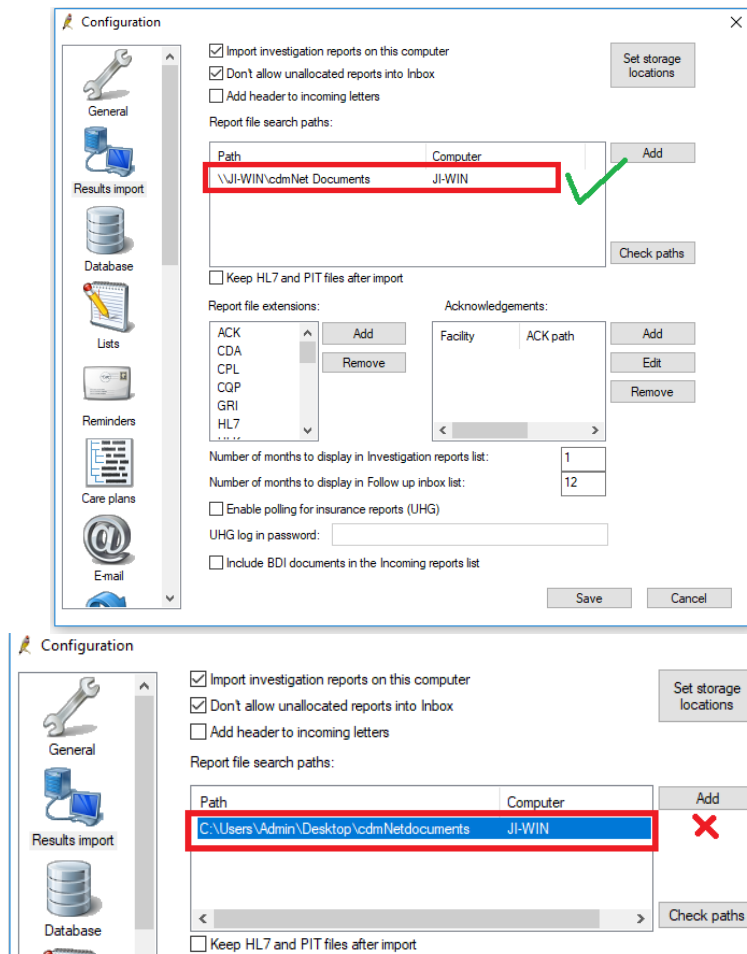 Configuration
Import investigation reports on this computer
Don't allow unallocated reports into Inbox
Add header to incoming letters
Set storage
locations
Report file search paths:
Path Computer
\\JI-WIN\cdmNet Documents JI-WIN
Add
Check paths
Keep HL7 and PIT files after import
Report file extensions:
ACK
CDA
CPL
CQP
GRI
HL7
Add
Remove
Acknowledgements:
Facility ACK path
Add
Edit
Remove
Number of months to display in Investigation reports list: 1
Number of months to display in Follow up inbox list: 12
Enable polling for insurance reports (UHG)
UHG log in password:
Include BDI documents in the Incoming reports list
Save Cancel
General
Results import
Database
Lists
Reminders
Care plans
E-mail
Configuration
Import investigation reports on this computer
Don't allow unallocated reports into Inbox
Add header to incoming letters
Set storage
locations
Report file search paths:
Path Computer
C:\Users\Admin\Desktop\cdmNetdocuments JI-WIN
Add
Check paths
Keep HL7 and PIT files after import
General
Results import
Database